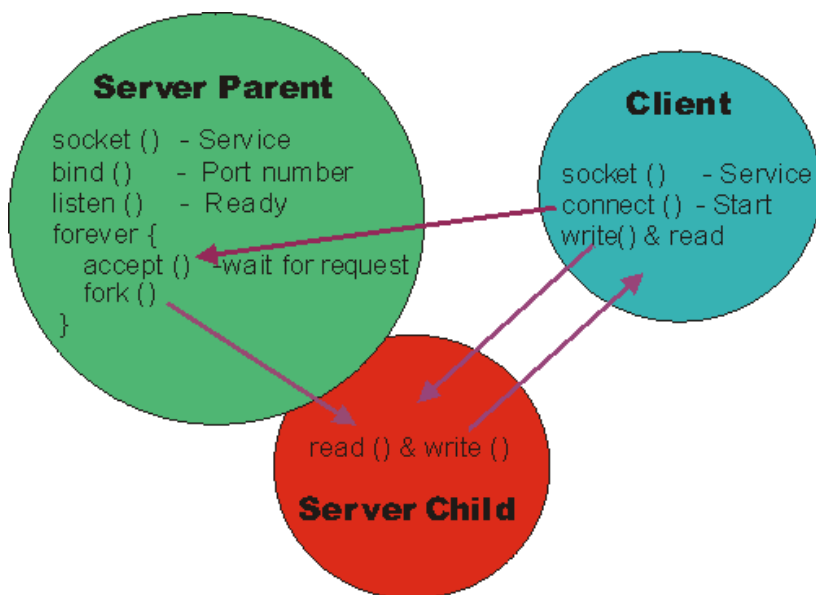 Server Parent
socket () - Service
bind () - Port number
listen () - Ready
forever {
accept () -wait for request
fork ()
}
Client
socket () - Service
connect () - Start
write() & read
read () & write ()
Server Child